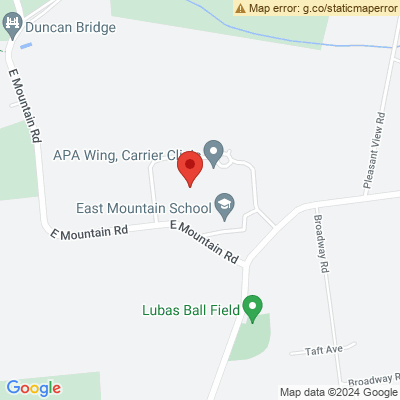 Map error: g.co/staticmaperror
Duncan Bridge
E Mountain Rd
Pleasant View Rd
APA Wing, Carrier Clin
East Mountain School
E Mountain Rd
E Mountain Rd
Broadway Rd
Lubas Ball Field
Taft Ave
Broadway R
Google
Map data ©2024 Google